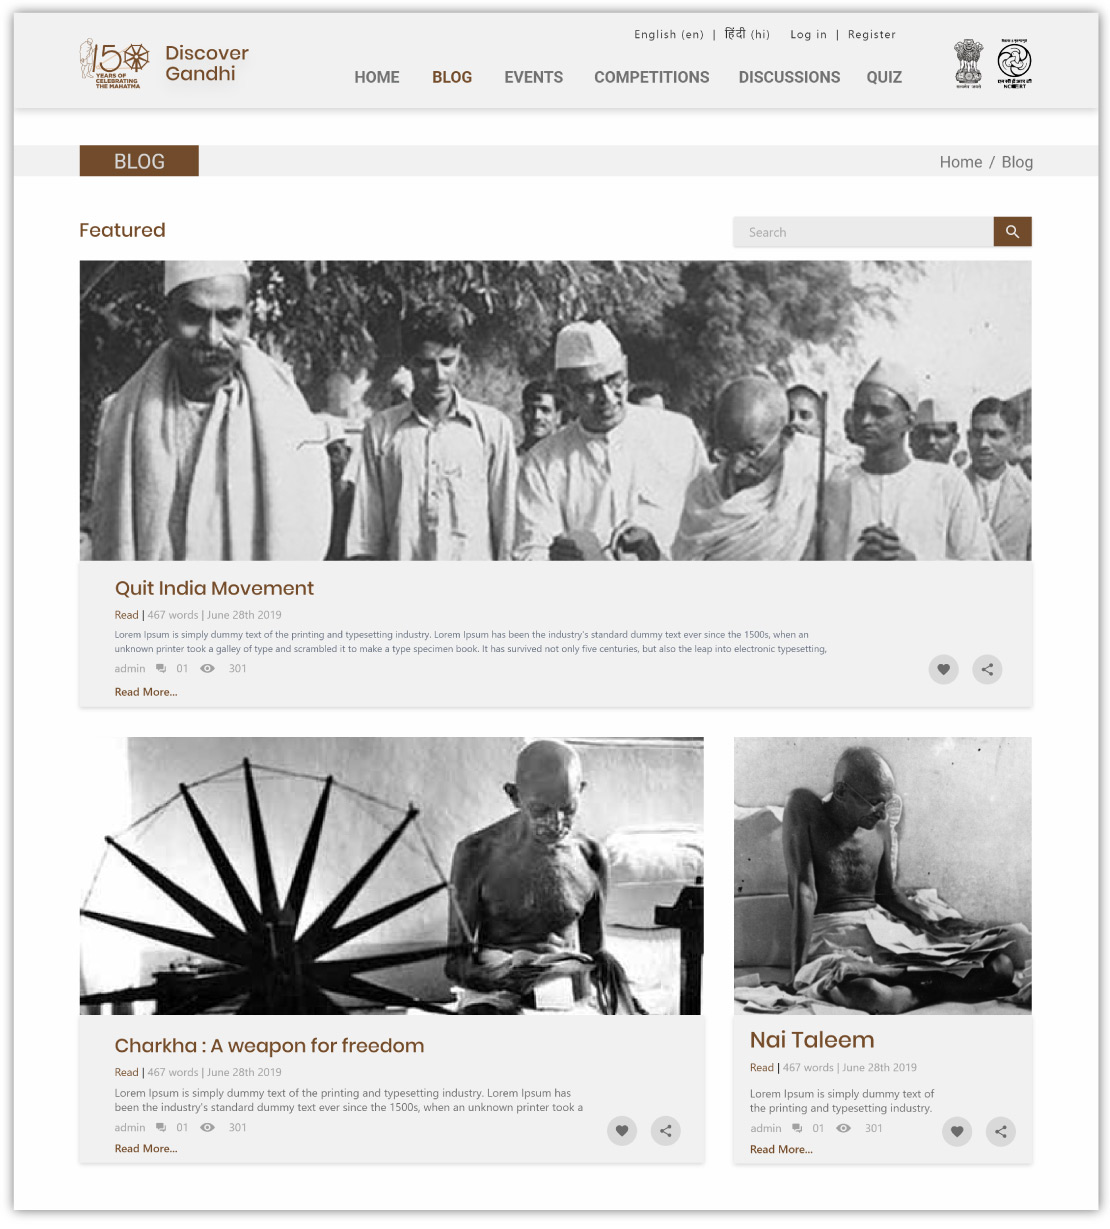 English (en) | हिंदी (hi) Log in | Register
150
YEARS OF
CELEBRATING
THE MAHATMA
Discover
Gandhi
HOME BLOG EVENTS COMPETITIONS DISCUSSIONS QUIZ
सत्यमेव जयते
एन सी ई आर टी
NCERT
BLOG
Home / Blog
Featured
Search
Quit India Movement
Read | 467 words | June 28th 2019
Lorem Ipsum is simply dummy text of the printing and typesetting industry. Lorem Ipsum has been the industry's standard dummy text ever since the 1500s, when an
unknown printer took a galley of type and scrambled it to make a type specimen book. It has survived not only five centuries, but also the leap into electronic typesetting,
admin 01 301
Read More...
Charkha : A weapon for freedom
Read | 467 words | June 28th 2019
Lorem Ipsum is simply dummy text of the printing and typesetting industry. Lorem Ipsum has
been the industry's standard dummy text ever since the 1500s, when an unknown printer took a
admin 01 301
Read More...
Nai Taleem
Read | 467 words | June 28th 2019
Lorem Ipsum is simply dummy text of
the printing and typesetting industry.
admin 01 301
Read More...